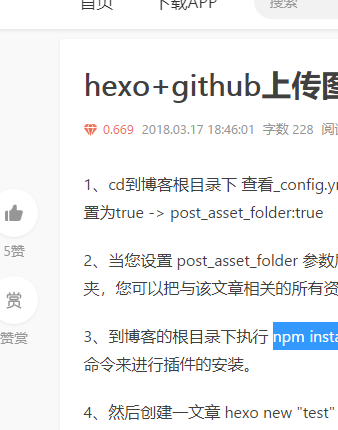 首页 下载APP 搜索
hexo+github上传图
0.669 2018.03.17 18:46:01 字数 228 阅读
1、cd到博客根目录下 查看_config.ym
置为true -> post_asset_folder:true
5赞
2、当您设置 post_asset_folder 参数
夹，您可以把与该文章相关的所有资
赏
赞赏
3、到博客的根目录下执行 npm insta
命令来进行插件的安装。
4、然后创建一文章 hexo new "test"